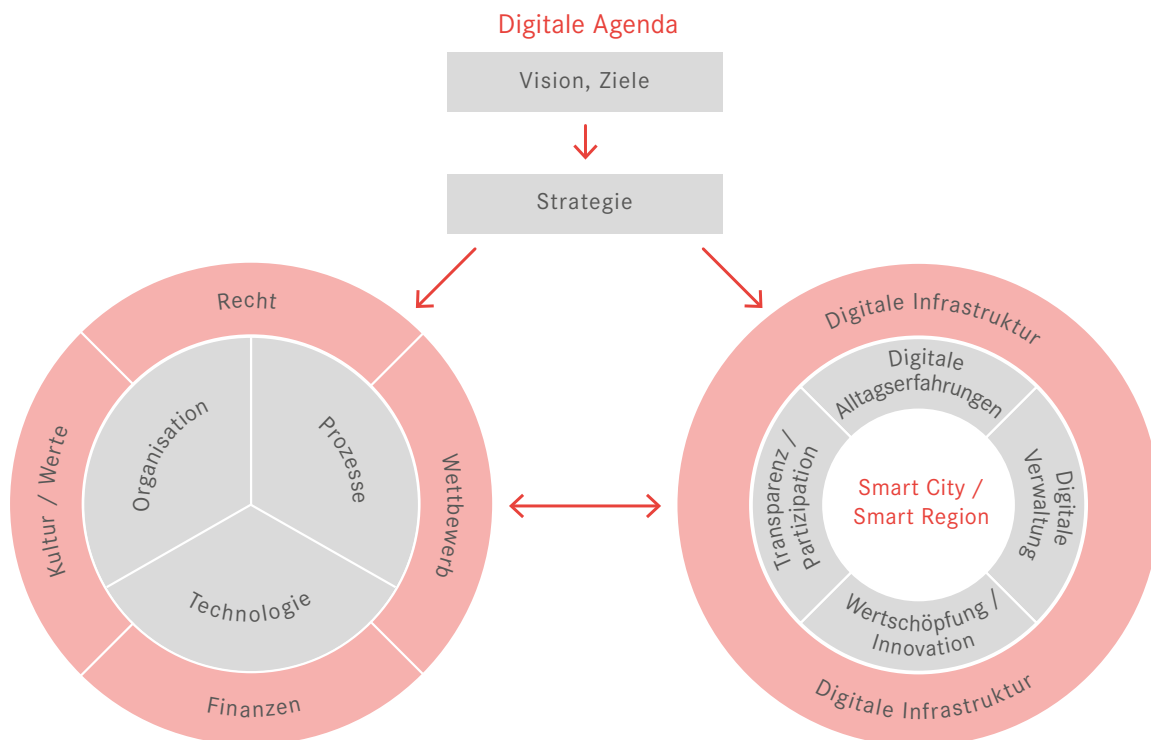 Digitale Agenda
Vision, Ziele
Strategie
Recht
Kultur / Werte
Wettbewerb
Finanzen
Organisation
Prozesse
Technologie
Digitale Infrastruktur
Digitale
Alltagserfahrungen
Transparenz /
Partizipation
Smart City /
Smart Region
Digitale
Verwaltung
Wertschöpfung /
Innovation
Digitale Infrastruktur